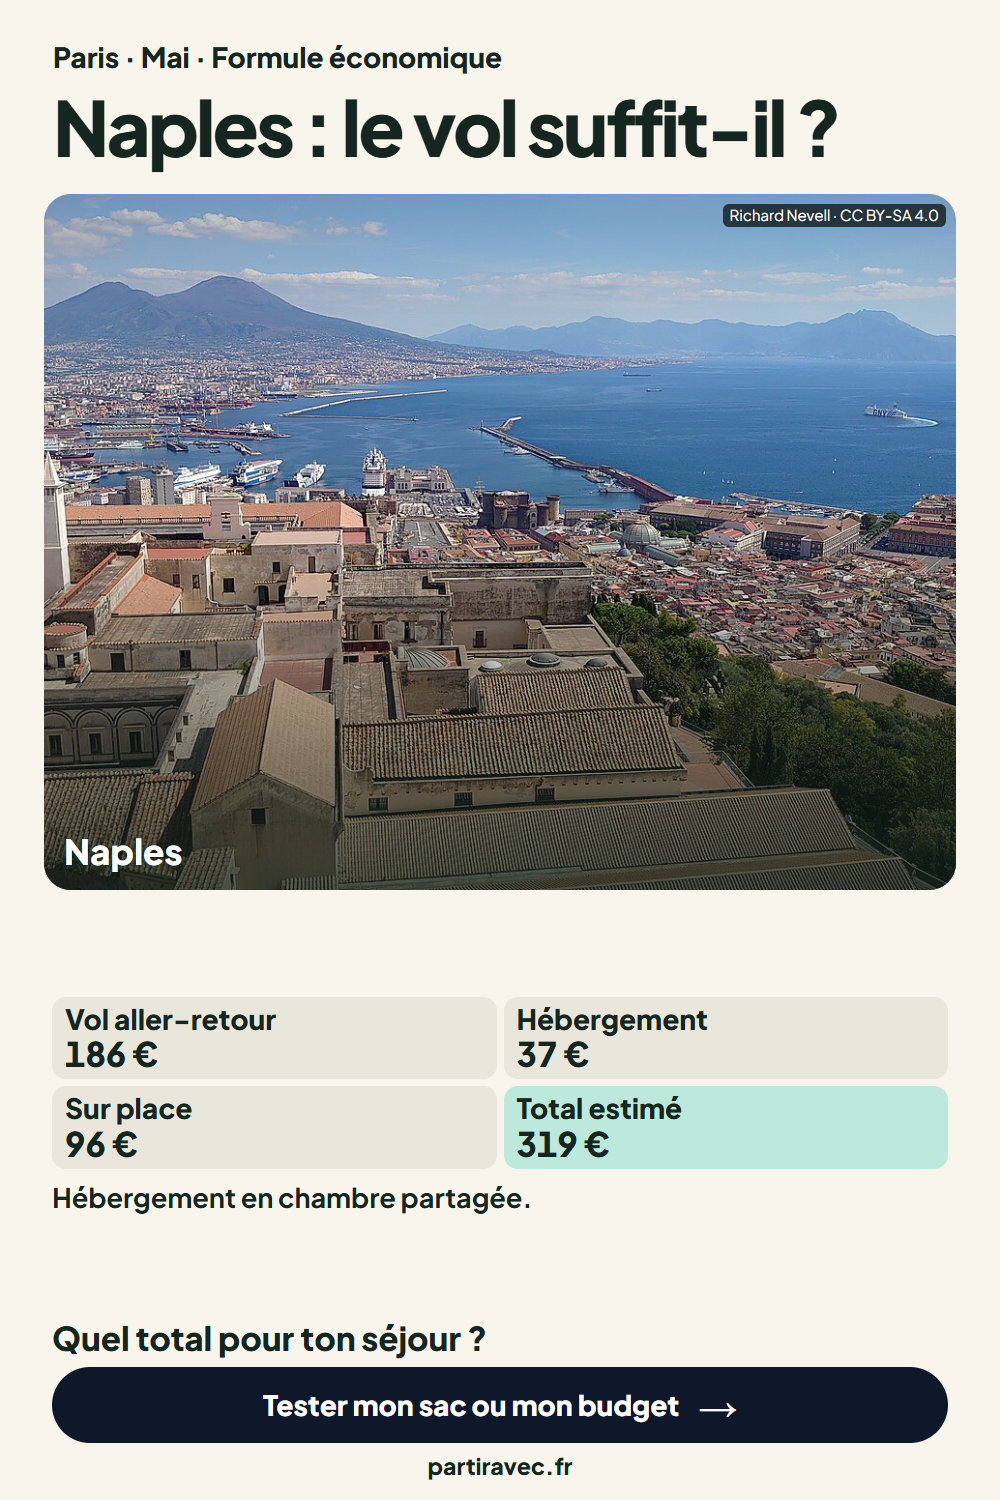 Paris · Mai · Formule économique
Naples : le vol suffit-il ?
Richard Nevell · CC BY-SA 4.0
Naples
Vol aller-retour
186 €
Hébergement
37 €
Sur place
96 €
Total estimé
319 €
Hébergement en chambre partagée.
Quel total pour ton séjour ?
Tester mon sac ou mon budget →
partiravec.fr